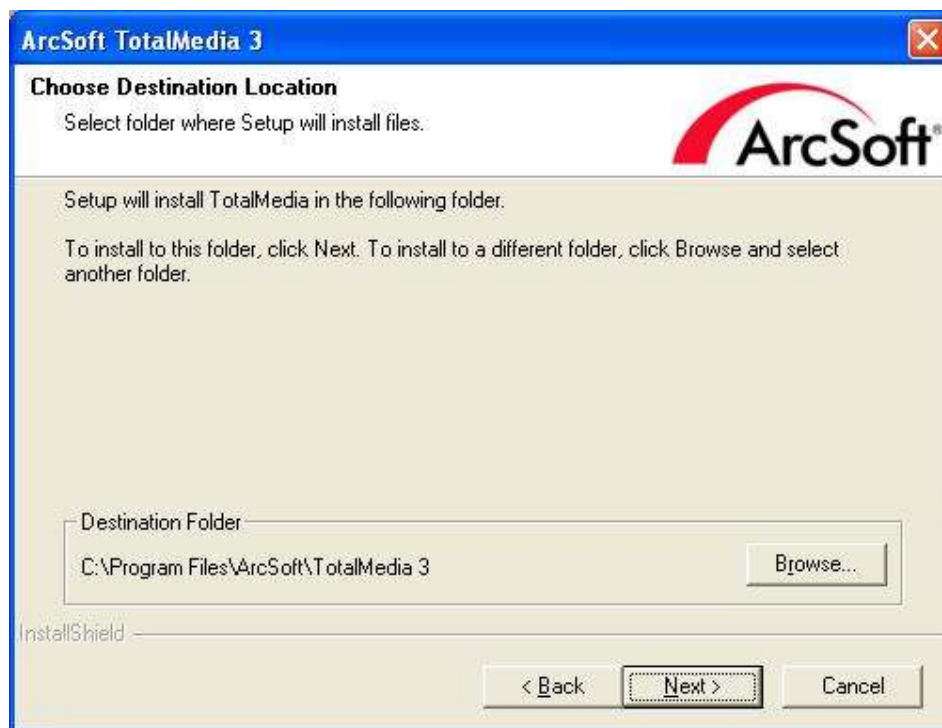 ArcSoft TotalMedia 3
Choose Destination Location
Select folder where Setup will install files.
ArcSoft®
Setup will install TotalMedia in the following folder.
To install to this folder, click Next. To install to a different folder, click Browse and select
another folder.
Destination Folder
C:\Program Files\ArcSoft\TotalMedia 3
Browse...
InstallShield
< Back
Next >
Cancel